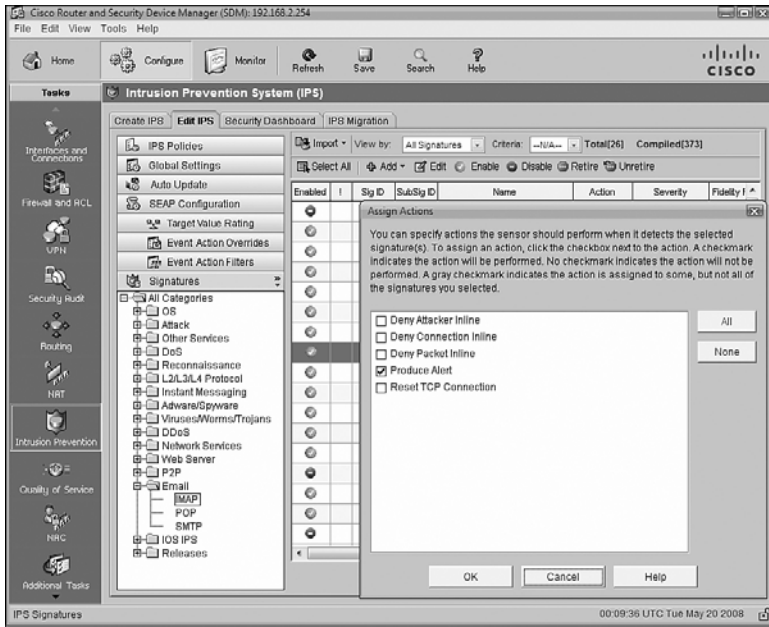 Cisco Router and Security Device Manager (SDM): 192.168.2.254
File Edit View Tools Help
Home Configure Monitor Refresh Save Search Help
CISCO
Tasks
Intrusion Prevention System (IPS)
Interfaces and Connections
Firewall and ACL
VPN
Security Audit
Routing
NAT
Intrusion Prevention
Quality of Service
NAC
Additional Tasks
Create IPS Edit IPS Security Dashboard IPS Migration
IPS Policies
Global Settings
Auto Update
SEAP Configuration
Target Value Rating
Event Action Overrides
Event Action Filters
Signatures
All Categories
OS
Attack
Other Services
DoS
Reconnaissance
L2/L3/L4 Protocol
Instant Messaging
Adware/Spyware
Viruses/Worms/Trojans
DDoS
Network Services
Web Server
P2P
Email
IMAP
POP
SMTP
IOS IPS
Releases
Import View by: All Signatures Criteria: --N/A-- Total[26] Compiled[373]
Select All Add Edit Enable Disable Retire Unretire
Enabled ! Sig ID SubSig ID Name Action Severity Fidelity
Assign Actions
You can specify actions the sensor should perform when it detects the selected
signature(s). To assign an action, click the checkbox next to the action. A checkmark
indicates the action will be performed. No checkmark indicates the action will not be
performed. A gray checkmark indicates the action is assigned to some, but not all of
the signatures you selected.
Deny Attacker Inline
Deny Connection Inline
Deny Packet Inline
Produce Alert
Reset TCP Connection
All
None
OK Cancel Help
IPS Signatures 00:09:36 UTC Tue May 20 2008